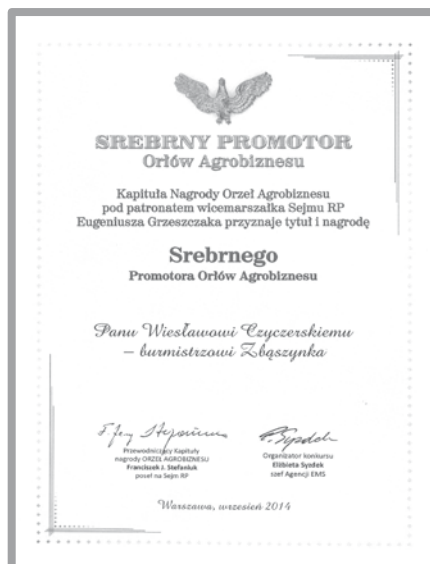 SREBRNY PROMOTOR
Orłów Agrobiznesu
Kapituła Nagrody Orzeł Agrobiznesu
pod patronatem wicemarszałka Sejmu RP
Eugeniusza Grzeszczaka przyznaje tytuł i nagrodę
Srebrnego
Promotora Orłów Agrobiznesu
Panu Wiesławowi Czyczerskiemu
– burmistrzowi Zbąszynka
Przewodniczący Kapituły
nagrody ORZEŁ AGROBIZNESU
Franciszek J. Stefaniuk
poseł na Sejm RP
Organizator konkursu
Elżbieta Syzdek
szef Agencji EMS
Warszawa, wrzesień 2014